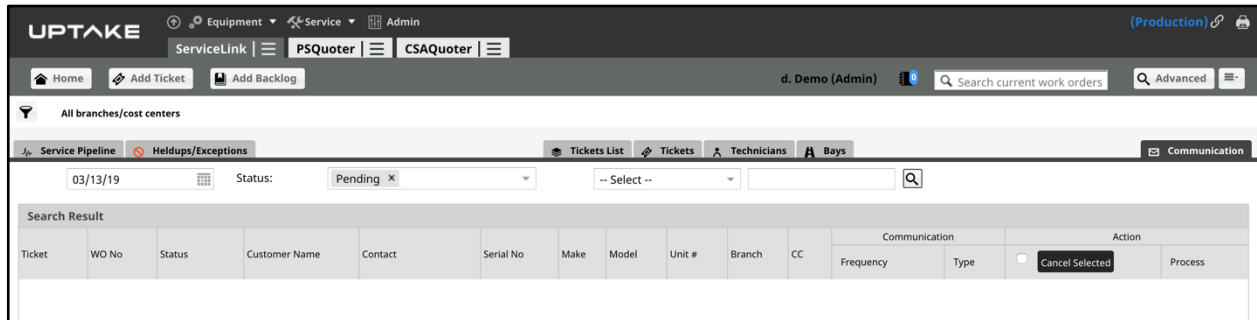 UPTAKE
Equipment Service Admin
(Production)
ServiceLink PSQuoter CSAQuoter
Home Add Ticket Add Backlog d. Demo (Admin) 0 Search current work orders Advanced
All branches/cost centers
Service Pipeline Heldups/Exceptions Tickets List Tickets Technicians Bays Communication
03/13/19 Status: Pending × -- Select --
Search Result
Communication Action
Ticket WO No Status Customer Name Contact Serial No Make Model Unit # Branch CC Frequency Type Cancel Selected Process